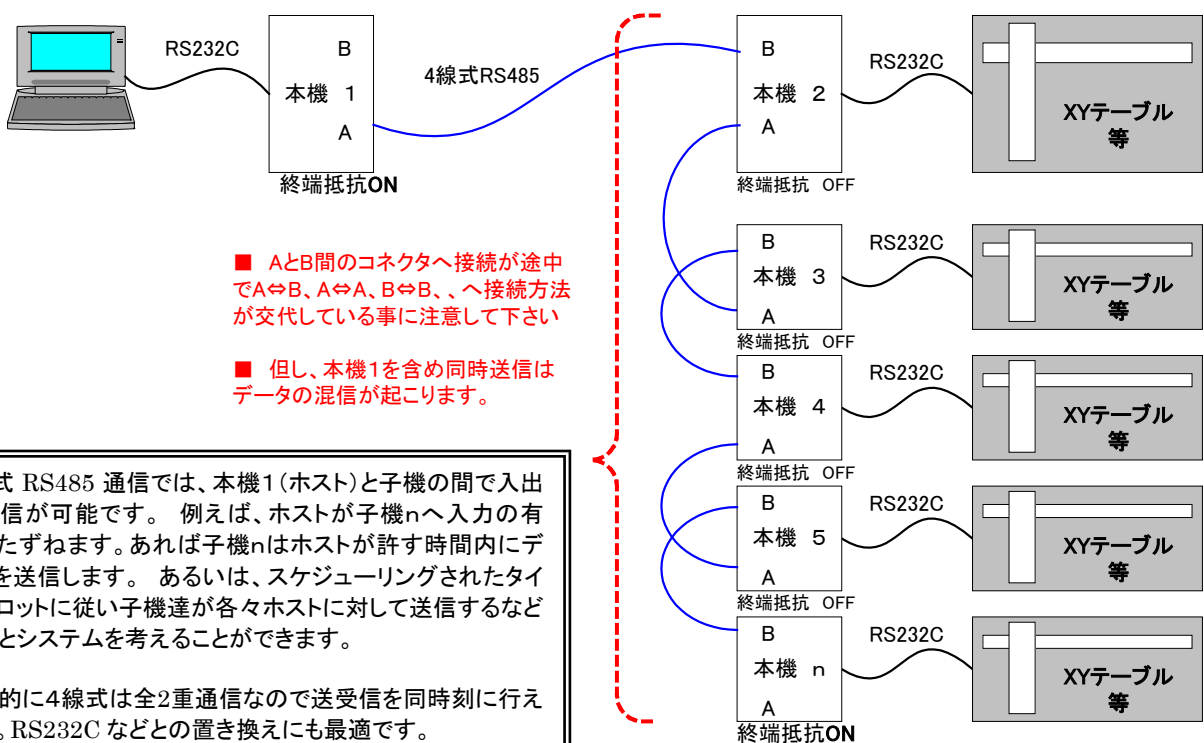 RS232C
B
本機 1
A
終端抵抗ON
4線式RS485
B
本機 2
A
終端抵抗 OFF
RS232C
XYテーブル
等
B
本機 3
A
終端抵抗 OFF
RS232C
XYテーブル
等
B
本機 4
A
終端抵抗 OFF
RS232C
XYテーブル
等
B
本機 5
A
終端抵抗 OFF
RS232C
XYテーブル
等
B
本機 n
A
終端抵抗ON
RS232C
XYテーブル
等
■ AとB間のコネクタへ接続が途中
でA⇔B、A⇔A、B⇔B、、へ接続方法
が交代している事に注意して下さい
■ 但し、本機1を含め同時送信は
データの混信が起こります。
式 RS485 通信では、本機1(ホスト)と子機の間で入出
信が可能です。 例えば、ホストが子機nへ入力の有
たずねます。あれば子機nはホストが許す時間内にデ
を送信します。 あるいは、スケジューリングされたタイ
ロットに従い子機達が各々ホストに対して送信するなど
とシステムを考えることができます。
的に4線式は全2重通信なので送受信を同時刻に行え
。RS232C などとの置き換えにも最適です。